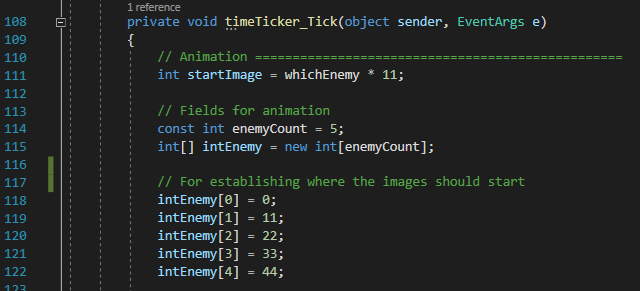 1 reference
108 private void timeTicker_Tick(object sender, EventArgs e)
109 {
110 // Animation ================================================
111 int startImage = whichEnemy * 11;
112
113 // Fields for animation
114 const int enemyCount = 5;
115 int[] intEnemy = new int[enemyCount];
116
117 // For establishing where the images should start
118 intEnemy[0] = 0;
119 intEnemy[1] = 11;
120 intEnemy[2] = 22;
121 intEnemy[3] = 33;
122 intEnemy[4] = 44;
123